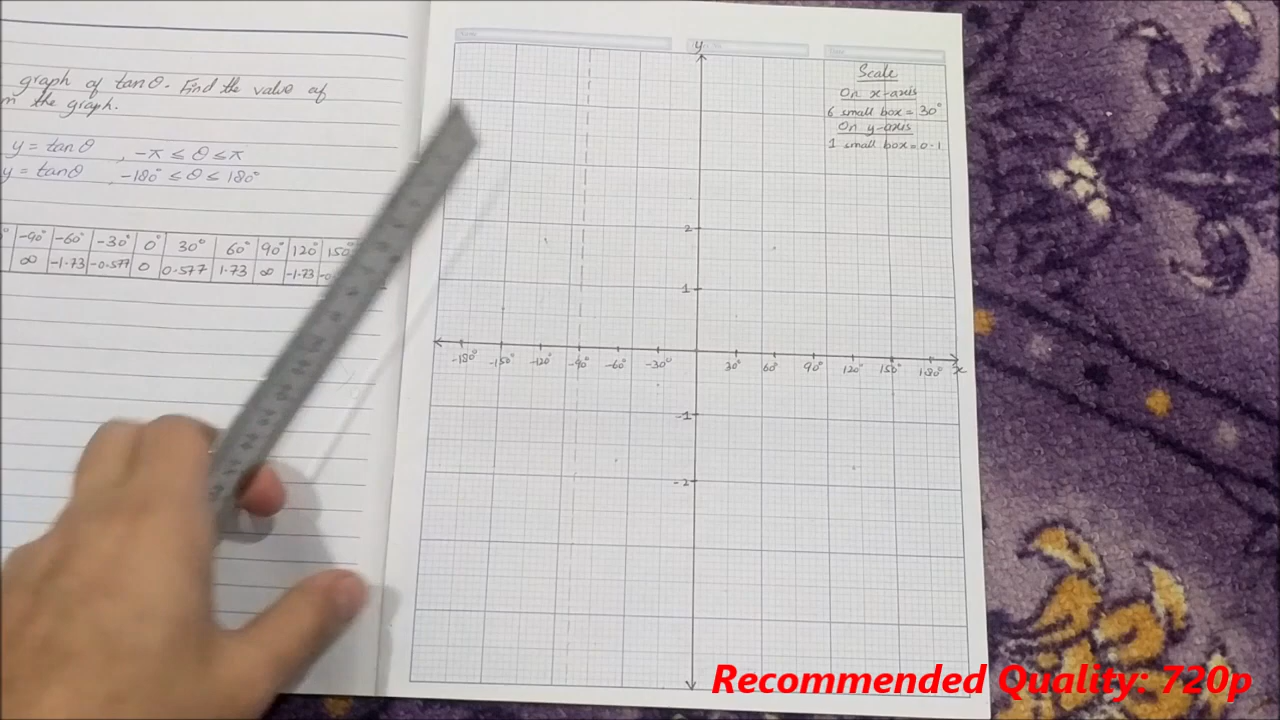 graph of tanθ. Find the value of
m the graph.
y = tanθ , -π ≤ θ ≤ π
y = tanθ , -180° ≤ θ ≤ 180°
-90° -60° -30° 0° 30° 60° 90° 120° 150°
∞ -1.73 -0.577 0 0.577 1.73 ∞ -1.73
y
Scale
On x-axis
6 small box = 30°
On y-axis
1 small box = 0.1
2
1
-180° -150° -120° -90° -60° -30° 30° 60° 90° 120° 150° 180° x
-1
-2
Recommended Quality: 720p